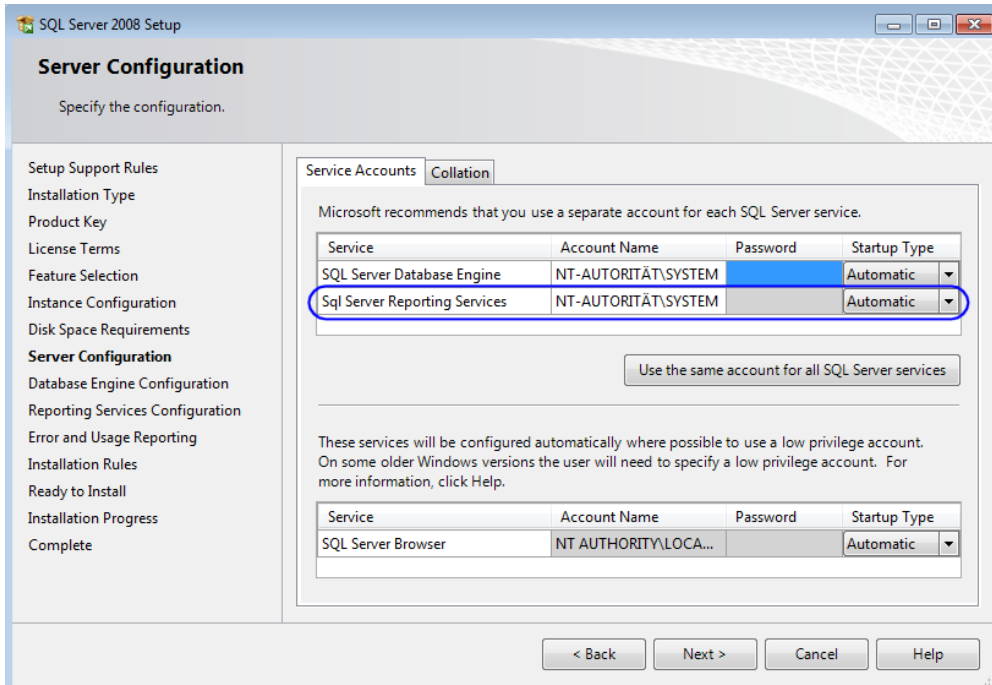 SQL Server 2008 Setup
Server Configuration
Specify the configuration.
Setup Support Rules
Installation Type
Product Key
License Terms
Feature Selection
Instance Configuration
Disk Space Requirements
Server Configuration
Database Engine Configuration
Reporting Services Configuration
Error and Usage Reporting
Installation Rules
Ready to Install
Installation Progress
Complete
Service Accounts Collation
Microsoft recommends that you use a separate account for each SQL Server service.
Service Account Name Password Startup Type
SQL Server Database Engine NT-AUTORITÄT\SYSTEM Automatic
Sql Server Reporting Services NT-AUTORITÄT\SYSTEM Automatic
Use the same account for all SQL Server services
These services will be configured automatically where possible to use a low privilege account.
On some older Windows versions the user will need to specify a low privilege account. For
more information, click Help.
Service Account Name Password Startup Type
SQL Server Browser NT AUTHORITY\LOCA... Automatic
< Back Next > Cancel Help